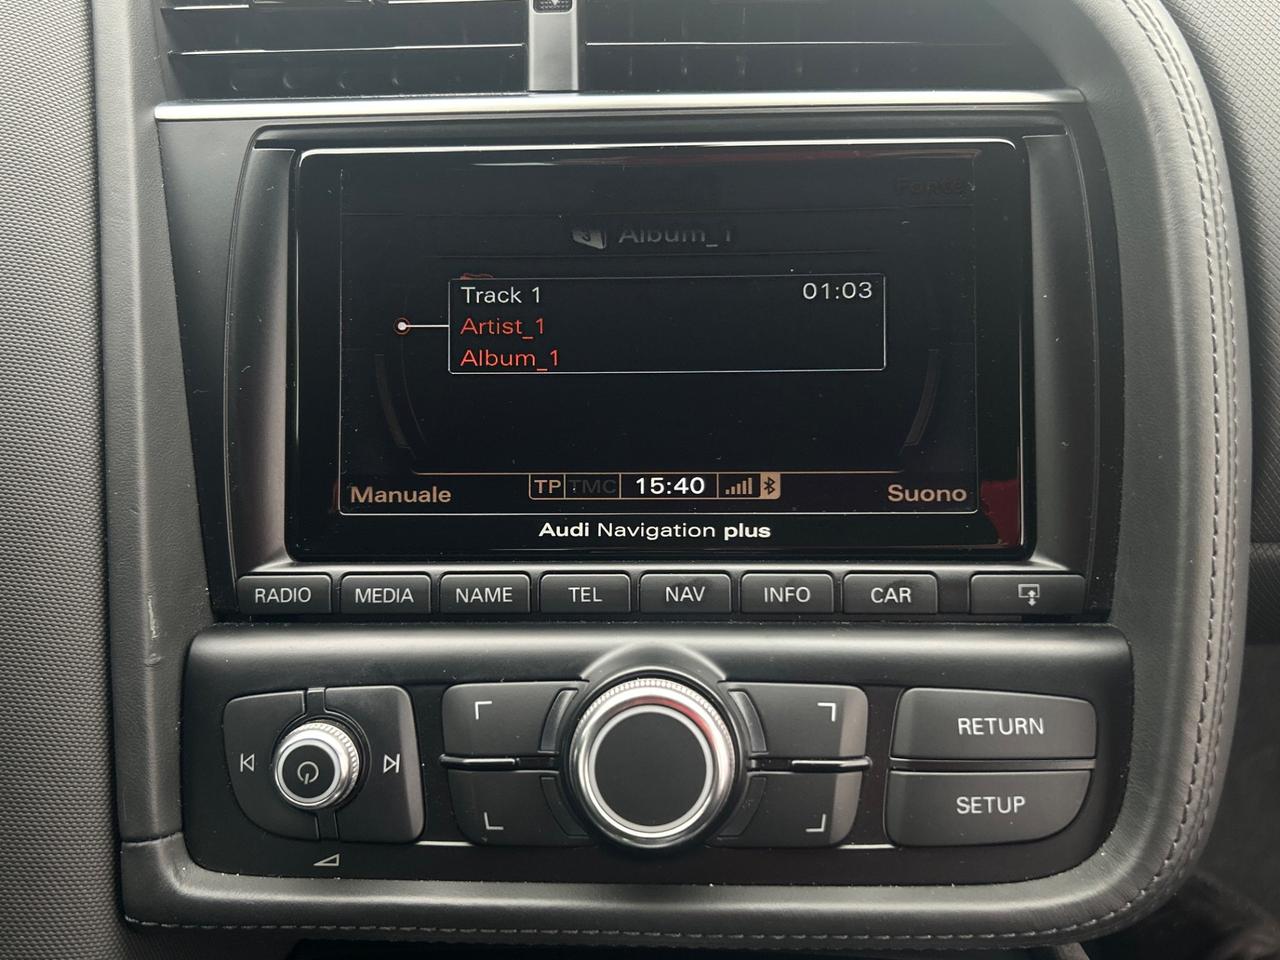 Fonte
Album_1
Track 1 01:03
Artist_1
Album_1
Manuale TP TMC 15:40 Suono
Audi Navigation plus
RADIO MEDIA NAME TEL NAV INFO CAR
RETURN
SETUP